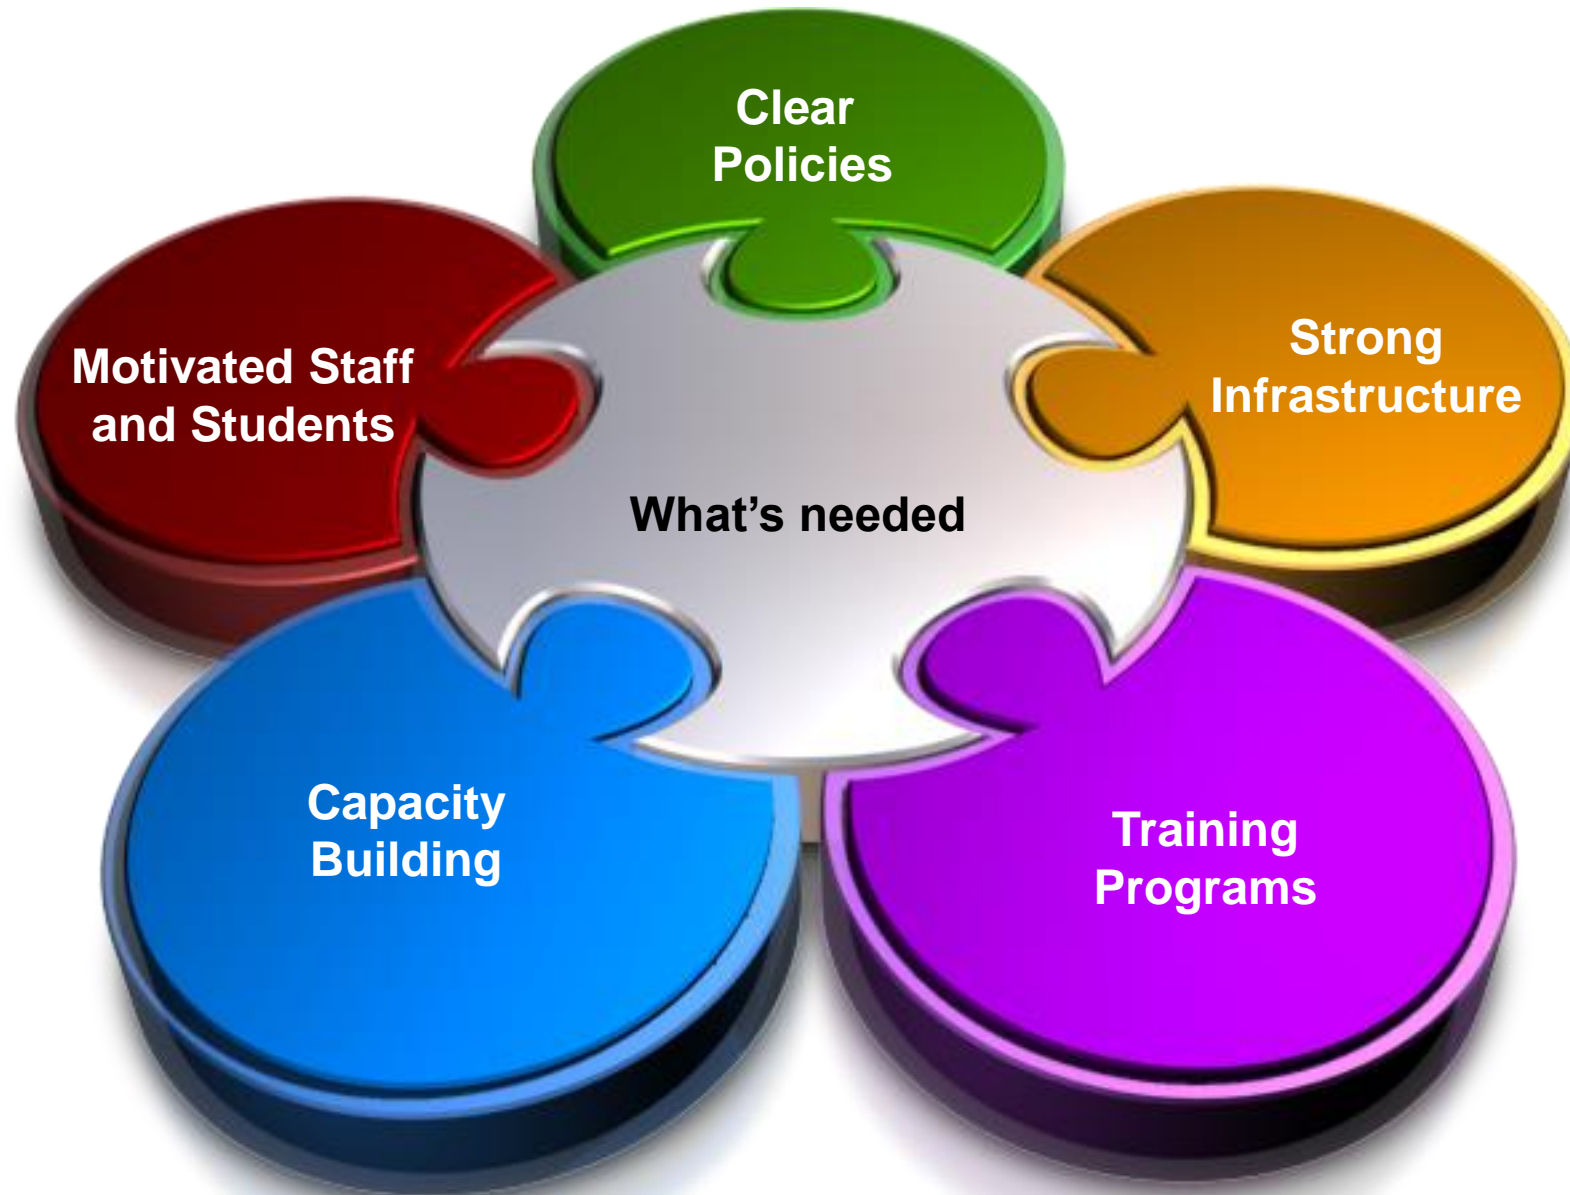 Clear
Policies
Strong
Infrastructure
Motivated Staff
and Students
What’s needed
Capacity
Building
Training
Programs